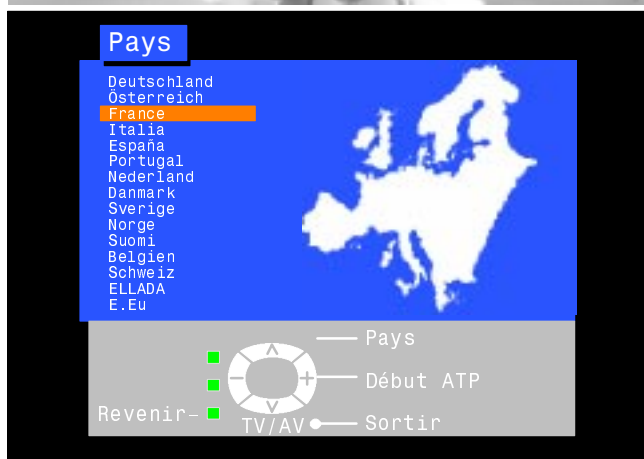 Pays
Deutschland
Österreich
France
Italia
España
Portugal
Nederland
Danmark
Sverige
Norge
Suomi
Belgien
Schweiz
ELLADA
E.Eu
Pays
Début ATP
Revenir-
TV/AV
Sortir